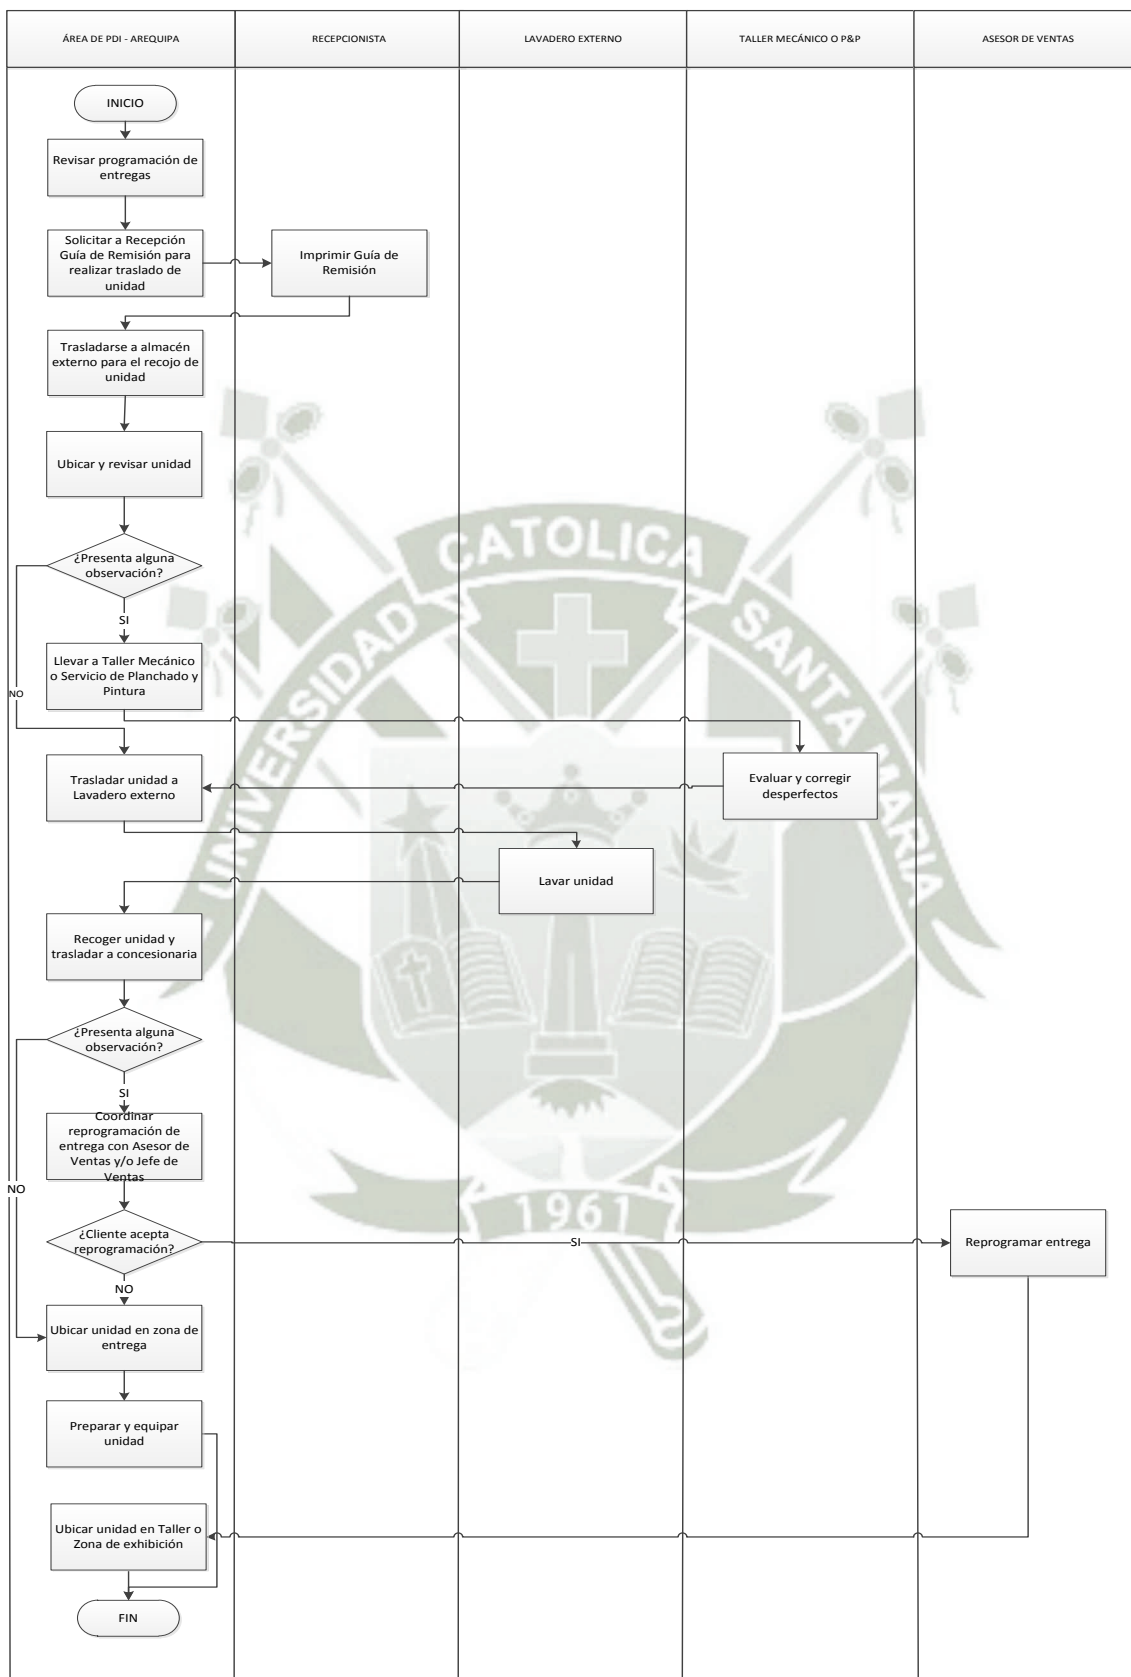 ÁREA DE PDI - AREQUIPA
RECEPCIONISTA
LAVADERO EXTERNO
TALLER MECÁNICO O P&P
ASESOR DE VENTAS
INICIO
Revisar programación de
entregas
Solicitar a Recepción
Guía de Remisión para
realizar traslado de
unidad
Imprimir Guía de
Remisión
Trasladarse a almacén
externo para el recojo de
unidad
Ubicar y revisar unidad
¿Presenta alguna
observación?
SI
NO
Llevar a Taller Mecánico
o Servicio de Planchado y
Pintura
Evaluar y corregir
desperfectos
Trasladar unidad a
Lavadero externo
Lavar unidad
Recoger unidad y
trasladar a concesionaria
¿Presenta alguna
observación?
SI
NO
Coordinar
reprogramación de
entrega con Asesor de
Ventas y/o Jefe de
Ventas
¿Cliente acepta
reprogramación?
SI
Reprogramar entrega
NO
Ubicar unidad en zona de
entrega
Preparar y equipar
unidad
Ubicar unidad en Taller o
Zona de exhibición
FIN
UNIVERSIDAD CATOLICA SANTA MARIA
1961